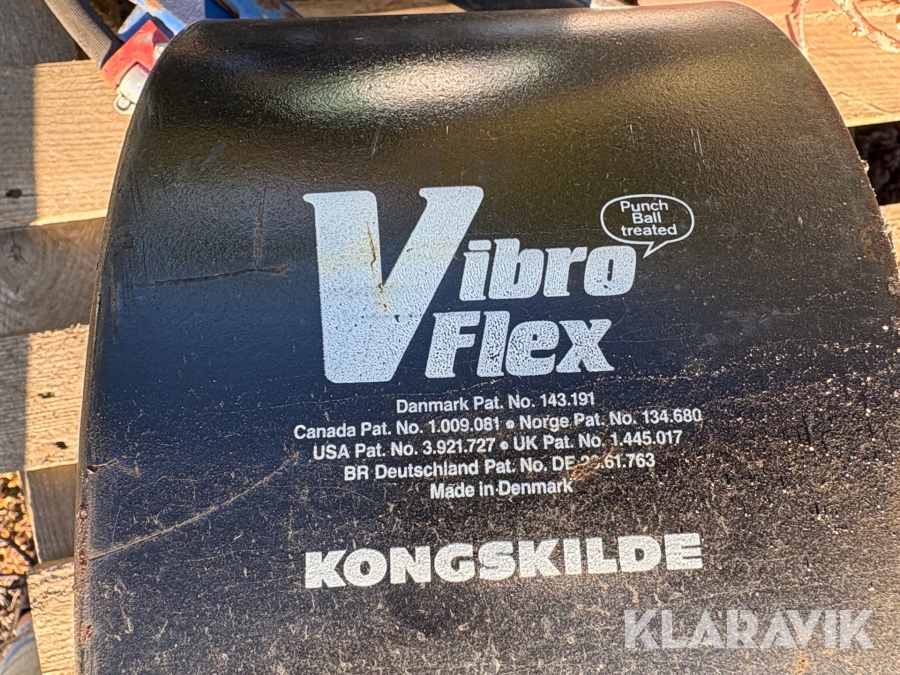 Vibro
Flex
Punch
Ball
treated
Danmark Pat. No. 143.191
Canada Pat. No. 1.009.081 • Norge Pat. No. 134.680
USA Pat. No. 3.921.727 • UK Pat. No. 1.445.017
BR Deutschland Pat. No. DE
Made in Denmark
KONGSKILDE
KLARAVIK